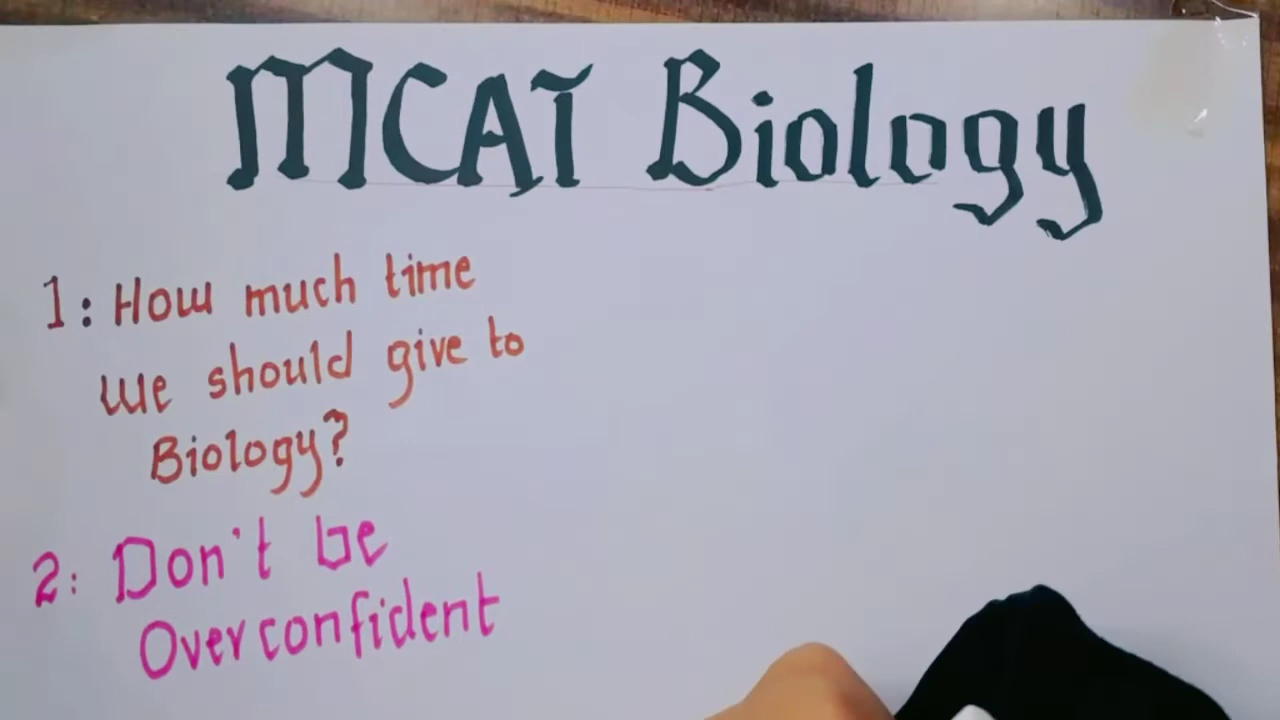 MCAT Biology
1: How much time
we should give to
Biology?
2: Don't be
Overconfident